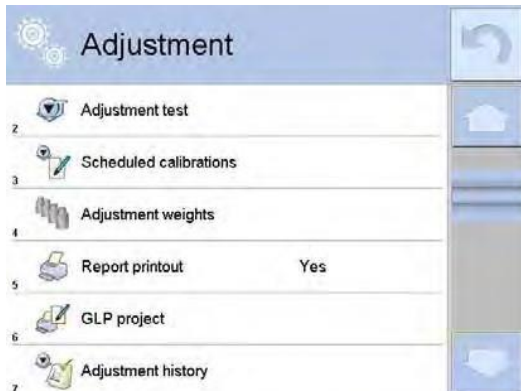 Adjustment
2 Adjustment test
3 Scheduled calibrations
4 Adjustment weights
5 Report printout Yes
6 GLP project
7 Adjustment history